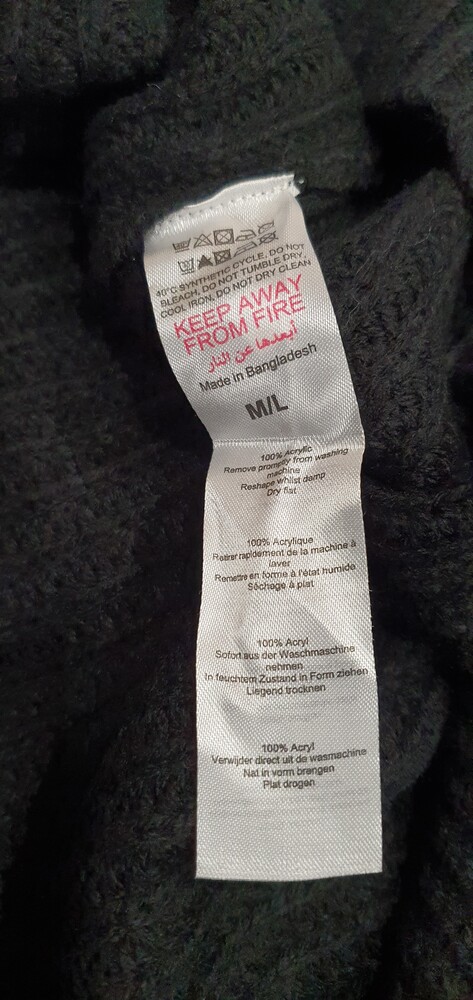 40°C SYNTHETIC CYCLE, DO NOT
BLEACH, DO NOT TUMBLE DRY,
COOL IRON, DO NOT DRY CLEAN
KEEP AWAY
FROM FIRE
أبعدها عن النار
Made in Bangladesh
M/L
100% Acrylic
Remove promptly from washing
machine
Reshape whilst damp
Dry flat
100% Acrylique
Retirer rapidement de la machine à
laver
Remettre en forme à l'état humide
Séchage à plat
100% Acryl
Sofort aus der Waschmaschine
nehmen
In feuchtem Zustand in Form ziehen
Liegend trocknen
100% Acryl
Verwijder direct uit de wasmachine
Nat in vorm brengen
Plat drogen